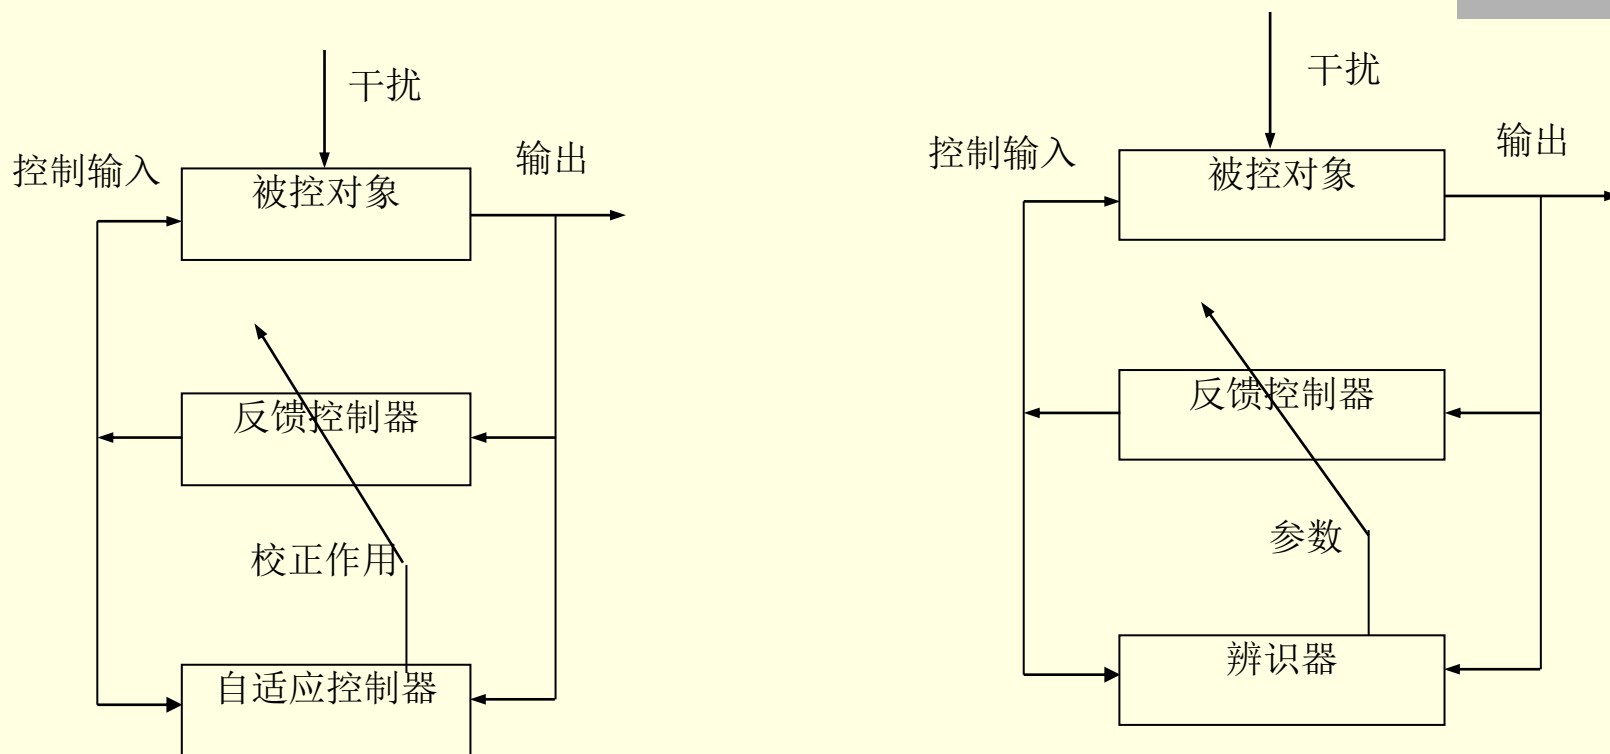 干扰
控制输入
输出
被控对象
反馈控制器
校正作用
自适应控制器
干扰
控制输入
输出
被控对象
反馈控制器
参数
辨识器